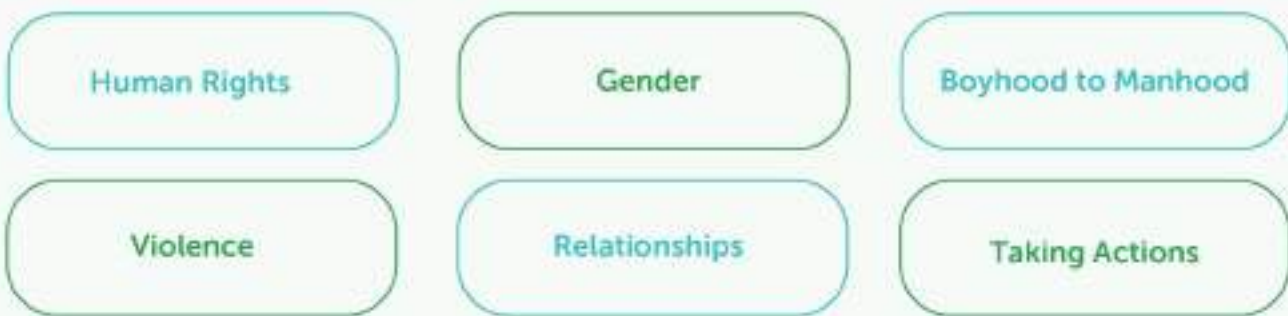 Human Rights
Gender
Boyhood to Manhood
Violence
Relationships
Taking Actions